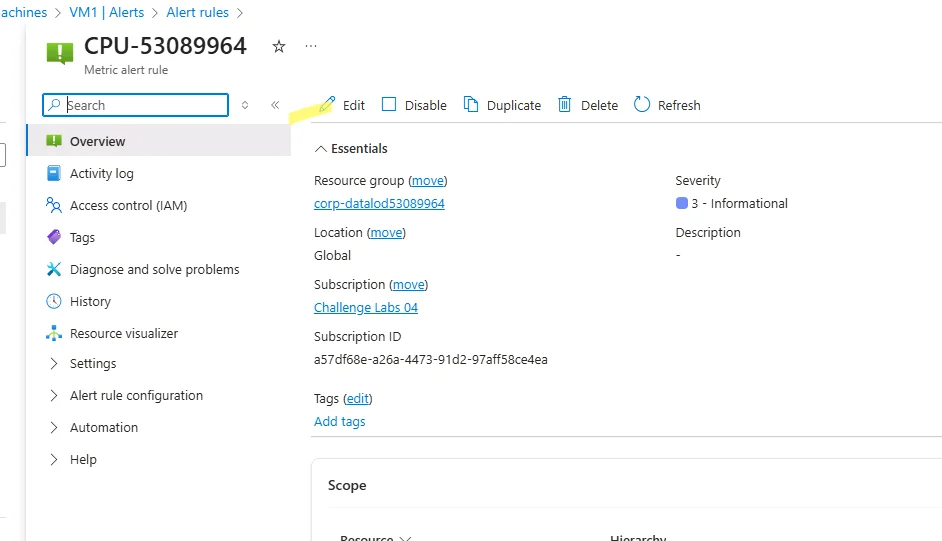 achines > VM1 | Alerts > Alert rules >
CPU-53089964
Metric alert rule
Search
Edit Disable Duplicate Delete Refresh
Overview
Activity log
Access control (IAM)
Tags
Diagnose and solve problems
History
Resource visualizer
Settings
Alert rule configuration
Automation
Help
Essentials
Resource group (move)
corp-datalod53089964
Location (move)
Global
Subscription (move)
Challenge Labs 04
Subscription ID
a57df68e-a26a-4473-91d2-97aff58ce4ea
Tags (edit)
Add tags
Severity
3 - Informational
Description
-
Scope
Resource
Hierarchy